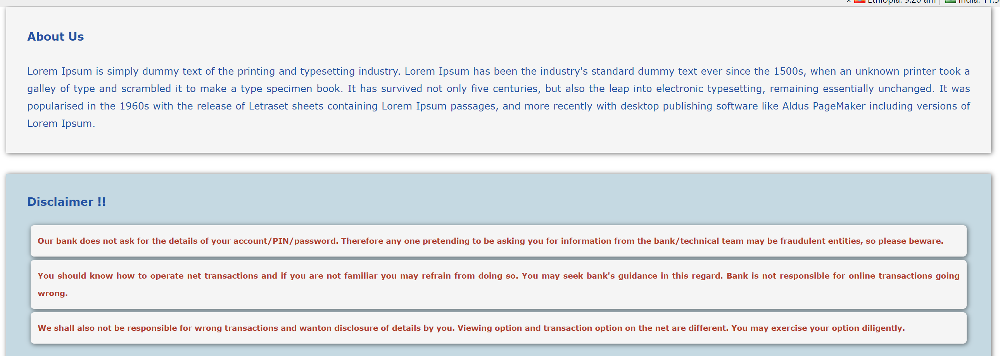 Ethiopia: 9:20 am | India:
About Us
Lorem Ipsum is simply dummy text of the printing and typesetting industry. Lorem Ipsum has been the industry's standard dummy text ever since the 1500s, when an unknown printer took a
galley of type and scrambled it to make a type specimen book. It has survived not only five centuries, but also the leap into electronic typesetting, remaining essentially unchanged. It was
popularised in the 1960s with the release of Letraset sheets containing Lorem Ipsum passages, and more recently with desktop publishing software like Aldus PageMaker including versions of
Lorem Ipsum.
Disclaimer !!
Our bank does not ask for the details of your account/PIN/password. Therefore any one pretending to be asking you for information from the bank/technical team may be fraudulent entities, so please beware.
You should know how to operate net transactions and if you are not familiar you may refrain from doing so. You may seek bank's guidance in this regard. Bank is not responsible for online transactions going
wrong.
We shall also not be responsible for wrong transactions and wanton disclosure of details by you. Viewing option and transaction option on the net are different. You may exercise your option diligently.